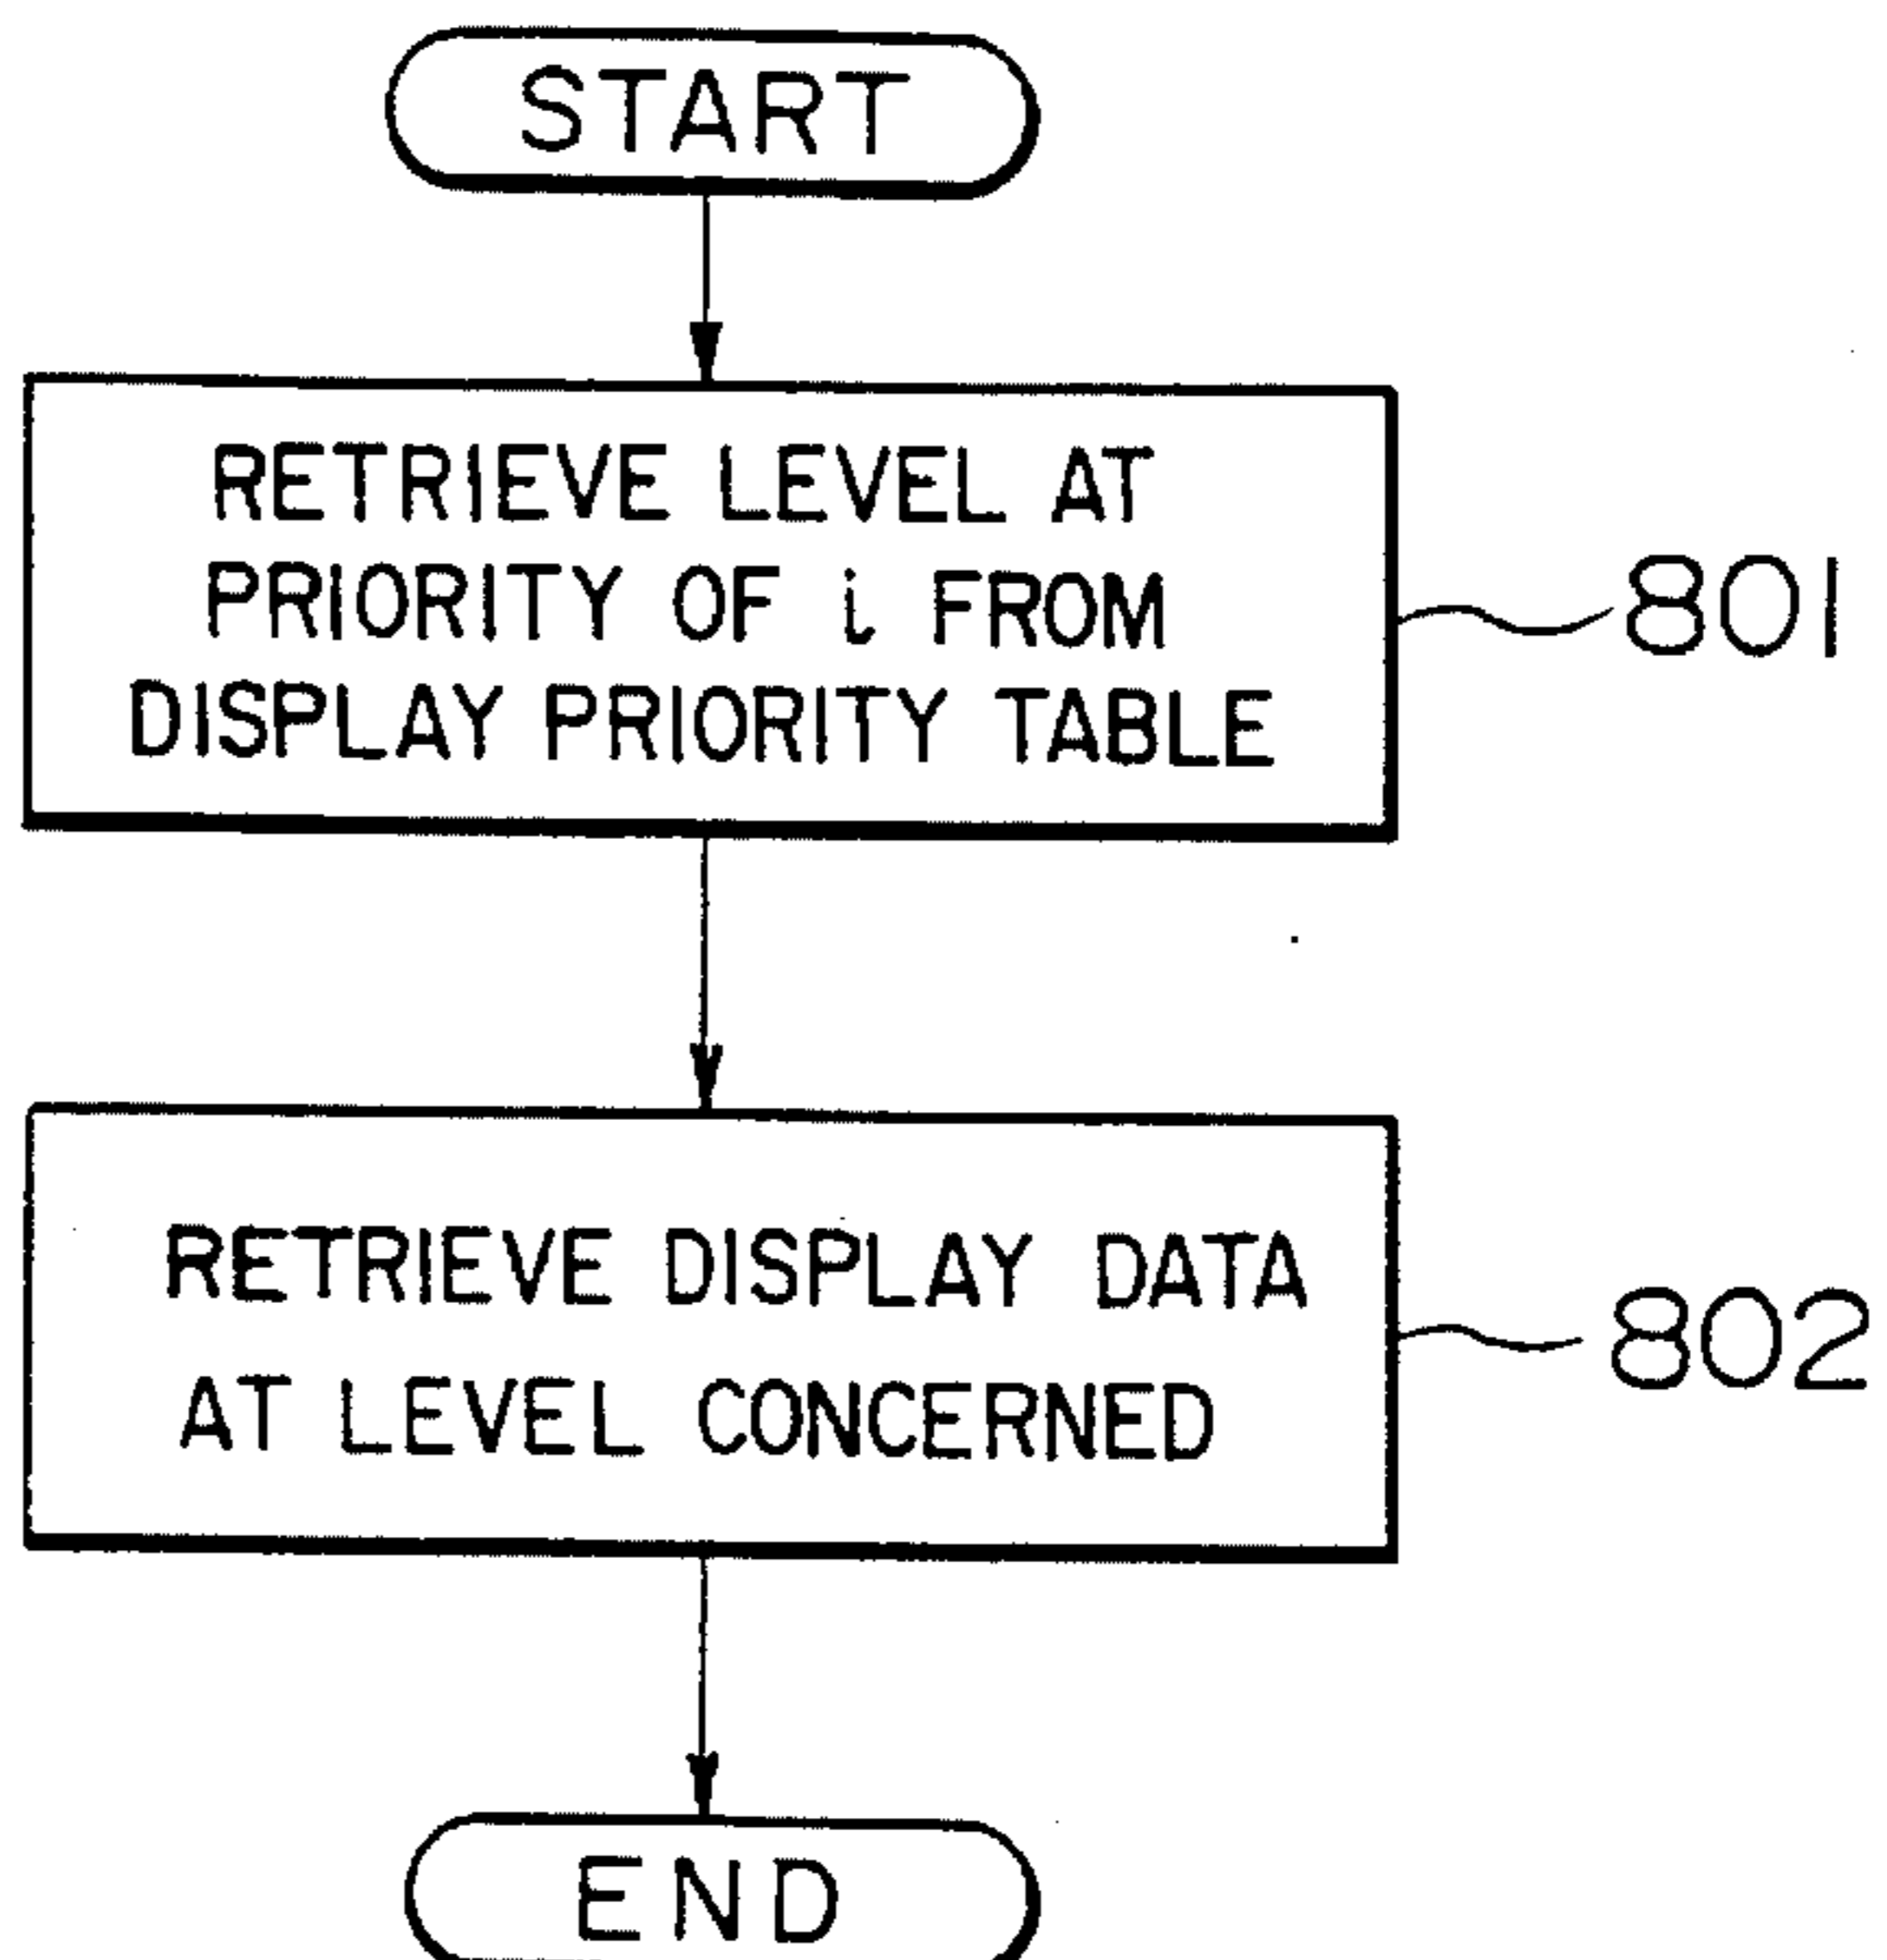 START
RETRIEVE LEVEL AT
PRIORITY OF i FROM
DISPLAY PRIORITY TABLE
801
RETRIEVE DISPLAY DATA
AT LEVEL CONCERNED
802
END